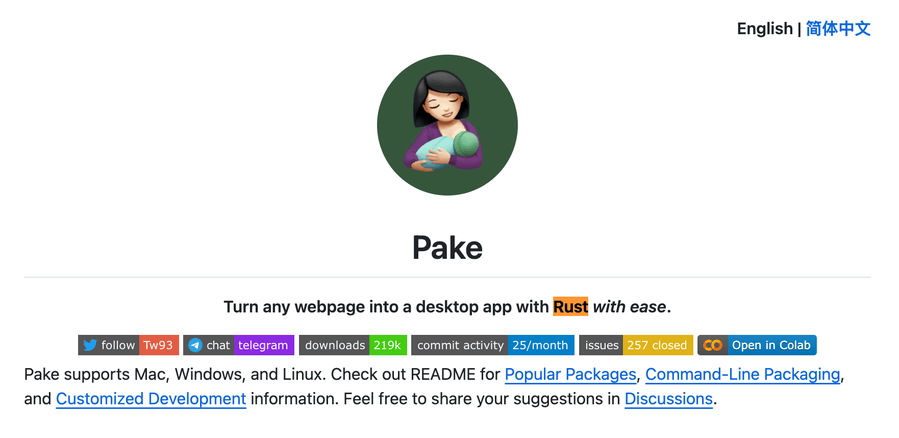 English | 简体中文
Pake
Turn any webpage into a desktop app with Rust with ease.
follow Tw93 chat telegram downloads 219k commit activity 25/month issues 257 closed Open in Colab
Pake supports Mac, Windows, and Linux. Check out README for Popular Packages, Command-Line Packaging,
and Customized Development information. Feel free to share your suggestions in Discussions.